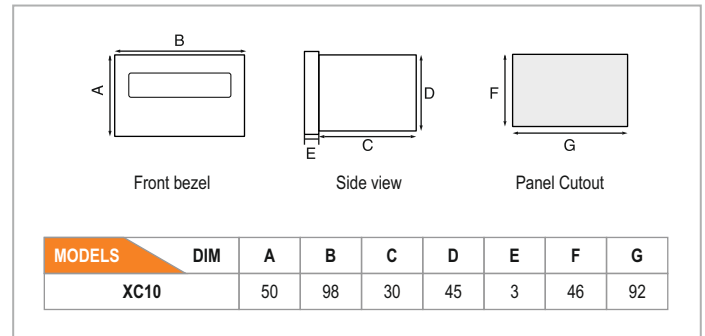 B
A
D
E
C
F
G
Front bezel
Side view
Panel Cutout
MODELS DIM A B C D E F G
XC10 50 98 30 45 3 46 92